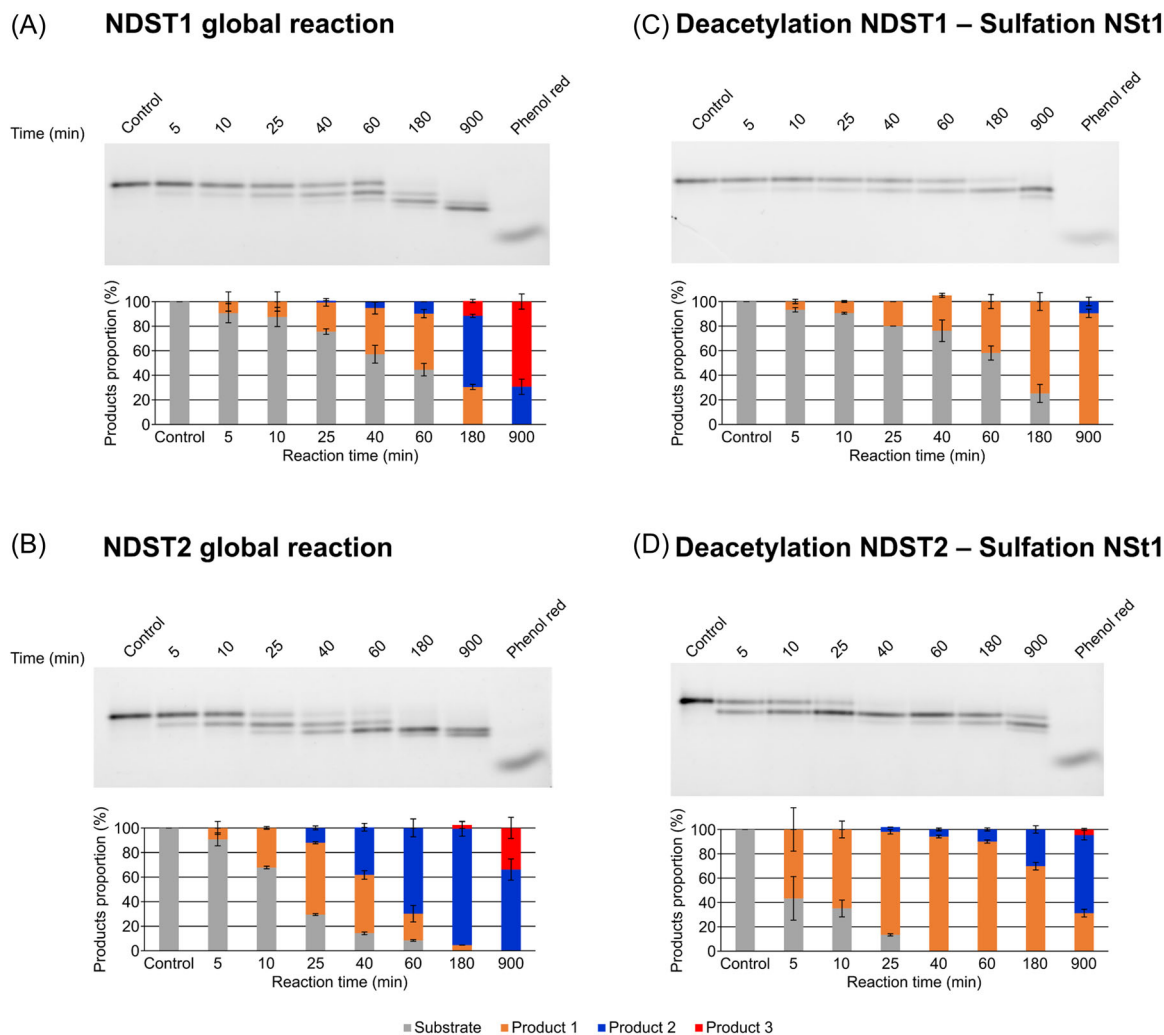 (A) NDST1 global reaction
Time (min) Control 5 10 25 40 60 180 900 Phenol red
Products proportion (%)
100
80
60
40
20
0
Control 5 10 25 40 60 180 900
Reaction time (min)
(C) Deacetylation NDST1 – Sulfation NSt1
Control 5 10 25 40 60 180 900 Phenol red
Products proportion (%)
100
80
60
40
20
0
Control 5 10 25 40 60 180 900
Reaction time (min)
(B) NDST2 global reaction
Time (min) Control 5 10 25 40 60 180 900 Phenol red
Products proportion (%)
100
80
60
40
20
0
Control 5 10 25 40 60 180 900
Reaction time (min)
(D) Deacetylation NDST2 – Sulfation NSt1
Control 5 10 25 40 60 180 900 Phenol red
Products proportion (%)
100
80
60
40
20
0
Control 5 10 25 40 60 180 900
Reaction time (min)
Substrate Product 1 Product 2 Product 3